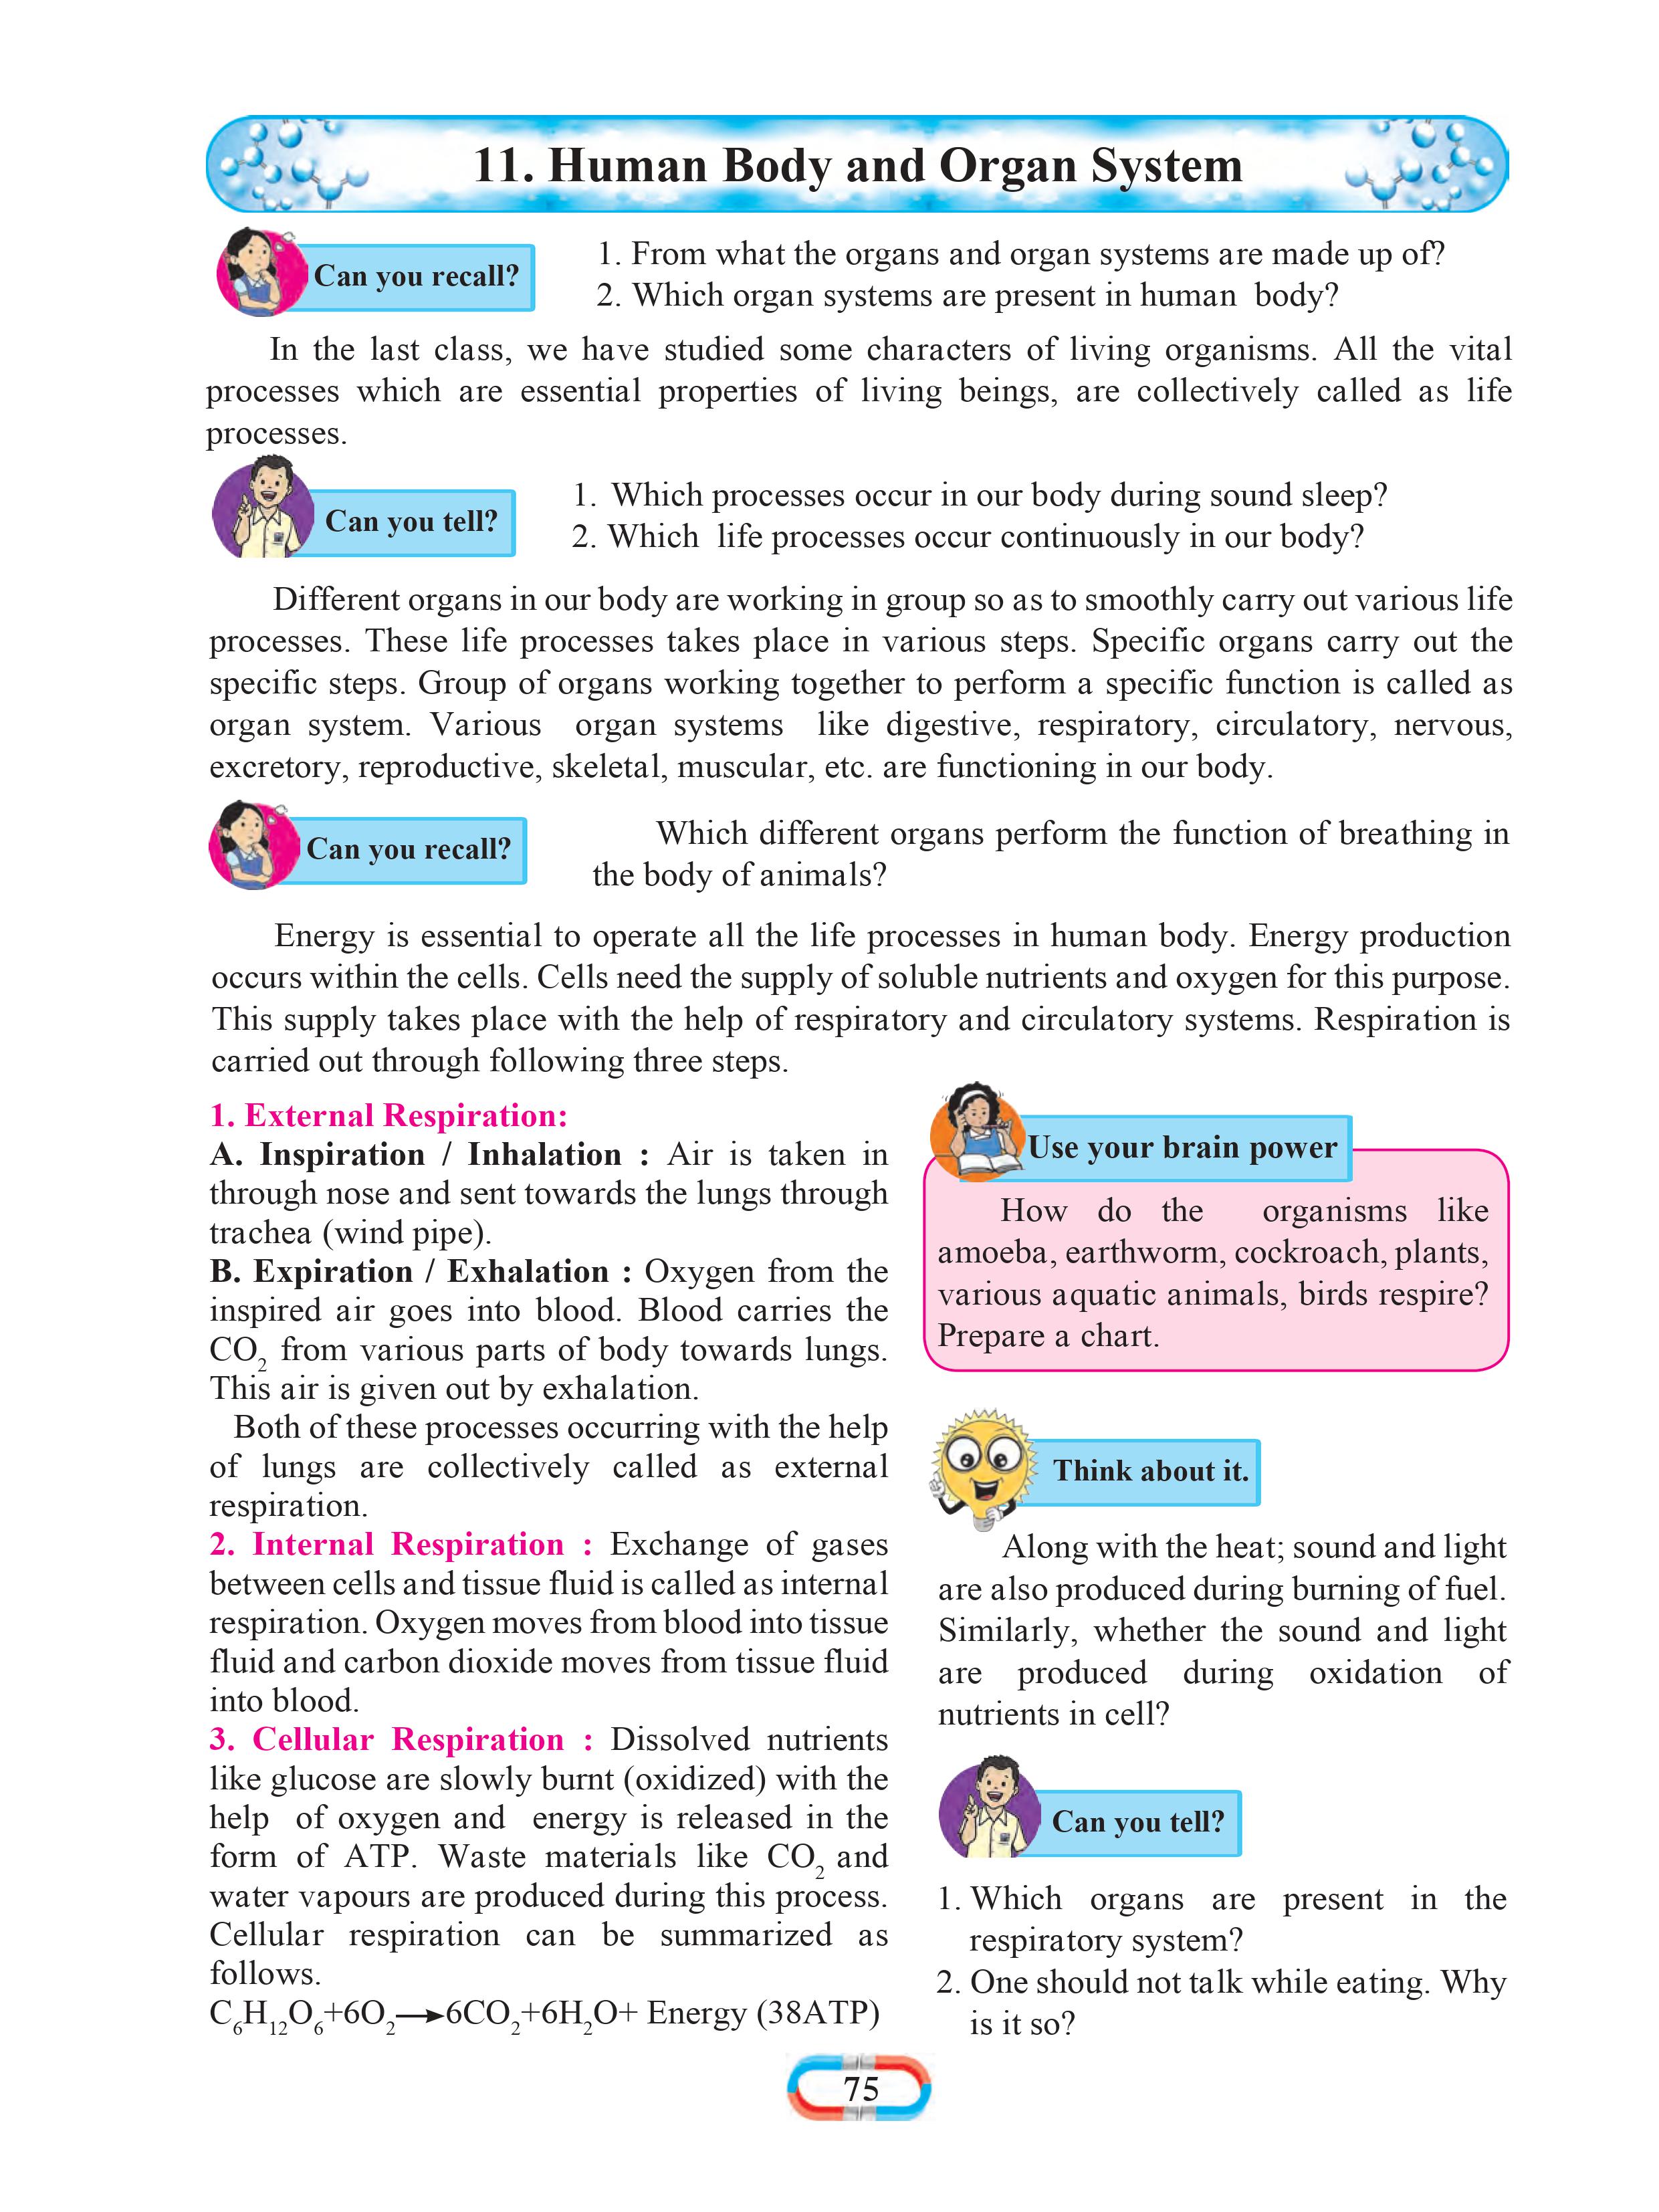 11. Human Body and Organ System
Can you recall?
1. From what the organs and organ systems are made up of?
2. Which organ systems are present in human body?
In the last class, we have studied some characters of living organisms. All the vital
processes which are essential properties of living beings, are collectively called as life
processes.
Can you tell?
1. Which processes occur in our body during sound sleep?
2. Which life processes occur continuously in our body?
Different organs in our body are working in group so as to smoothly carry out various life
processes. These life processes takes place in various steps. Specific organs carry out the
specific steps. Group of organs working together to perform a specific function is called as
organ system. Various organ systems like digestive, respiratory, circulatory, nervous,
excretory, reproductive, skeletal, muscular, etc. are functioning in our body.
Can you recall?
Which different organs perform the function of breathing in
the body of animals?
Energy is essential to operate all the life processes in human body. Energy production
occurs within the cells. Cells need the supply of soluble nutrients and oxygen for this purpose.
This supply takes place with the help of respiratory and circulatory systems. Respiration is
carried out through following three steps.
1. External Respiration:
A. Inspiration / Inhalation : Air is taken in
through nose and sent towards the lungs through
trachea (wind pipe).
B. Expiration / Exhalation : Oxygen from the
inspired air goes into blood. Blood carries the
CO₂ from various parts of body towards lungs.
This air is given out by exhalation.
Both of these processes occurring with the help
of lungs are collectively called as external
respiration.
2. Internal Respiration : Exchange of gases
between cells and tissue fluid is called as internal
respiration. Oxygen moves from blood into tissue
fluid and carbon dioxide moves from tissue fluid
into blood.
3. Cellular Respiration : Dissolved nutrients
like glucose are slowly burnt (oxidized) with the
help of oxygen and energy is released in the
form of ATP. Waste materials like CO₂ and
water vapours are produced during this process.
Cellular respiration can be summarized as
follows.
C₆H₁₂O₆+6O₂⟶6CO₂+6H₂O+ Energy (38ATP)
Use your brain power
How do the organisms like
amoeba, earthworm, cockroach, plants,
various aquatic animals, birds respire?
Prepare a chart.
Think about it.
Along with the heat; sound and light
are also produced during burning of fuel.
Similarly, whether the sound and light
are produced during oxidation of
nutrients in cell?
Can you tell?
1. Which organs are present in the
respiratory system?
2. One should not talk while eating. Why
is it so?
75